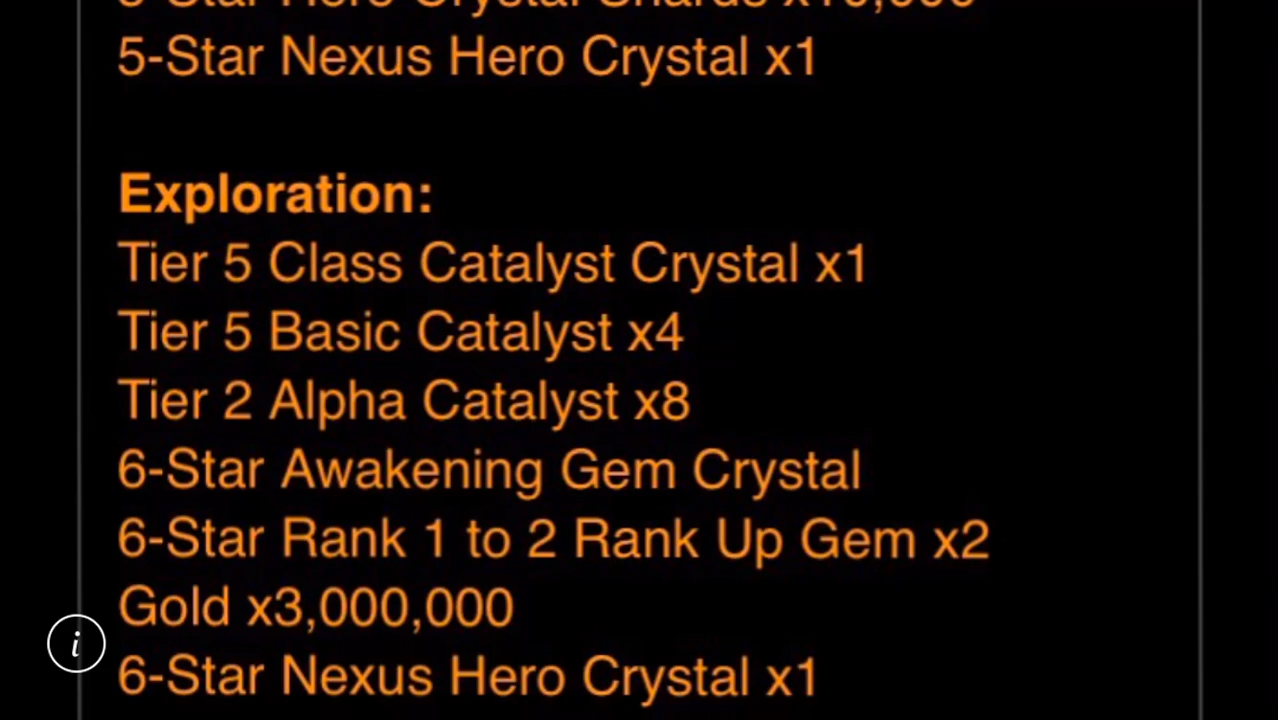 5-Star Nexus Hero Crystal x1
Exploration:
Tier 5 Class Catalyst Crystal x1
Tier 5 Basic Catalyst x4
Tier 2 Alpha Catalyst x8
6-Star Awakening Gem Crystal
6-Star Rank 1 to 2 Rank Up Gem x2
Gold x3,000,000
i
6-Star Nexus Hero Crystal x1